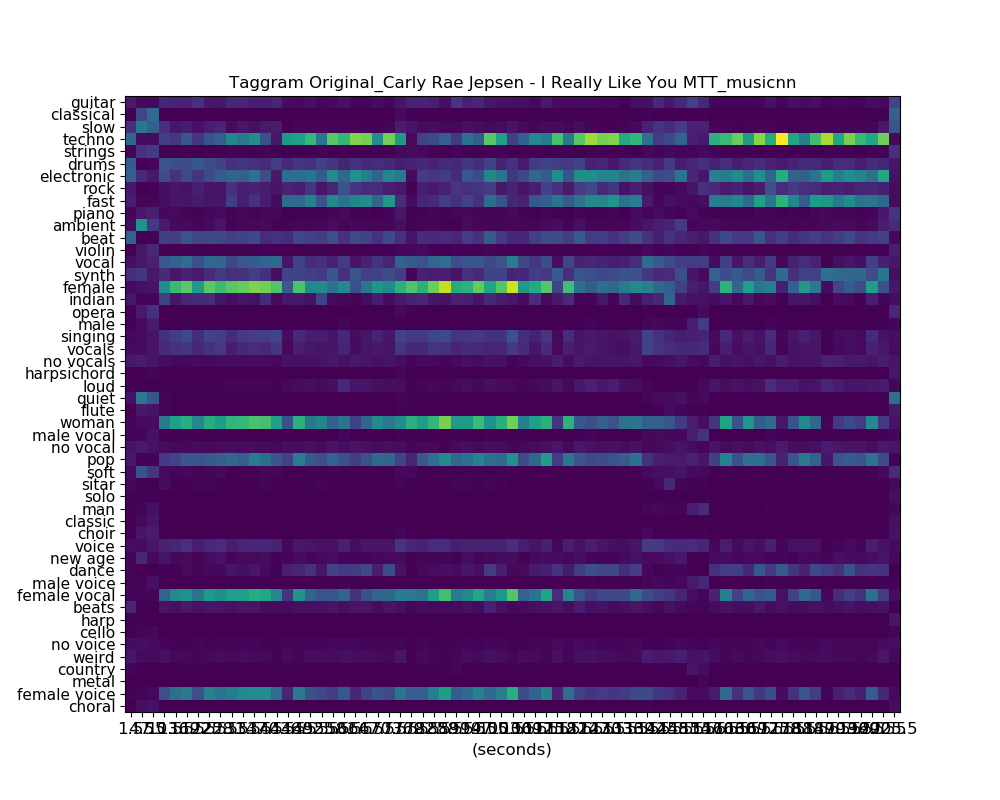 Taggram Original_Carly Rae Jepsen - I Really Like You MTT_musicnn
guitar
classical
slow
techno
strings
drums
electronic
rock
fast
piano
ambient
beat
violin
vocal
synth
female
indian
opera
male
singing
vocals
no vocals
harpsichord
loud
quiet
flute
woman
male vocal
no vocal
pop
soft
sitar
solo
man
classic
choir
voice
new age
dance
male voice
female vocal
beats
harp
cello
no voice
weird
country
metal
female voice
choral
(seconds)